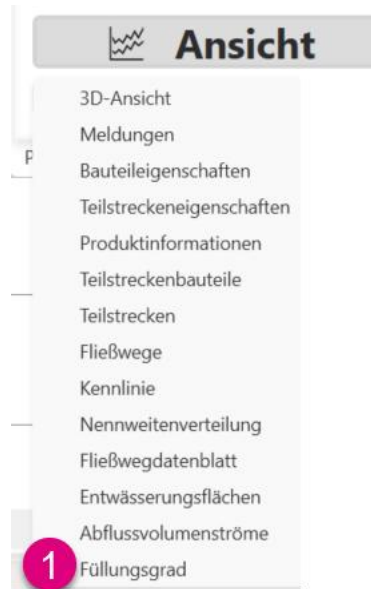 Ansicht
3D-Ansicht
Meldungen
P
Bauteileigenschaften
Teilstreckeneigenschaften
Produktinformationen
Teilstreckenbauteile
Teilstrecken
Fließwege
Kennlinie
Nennweitenverteilung
Fließwegdatenblatt
Entwässerungsflächen
Abflussvolumenströme
1 Füllungsgrad